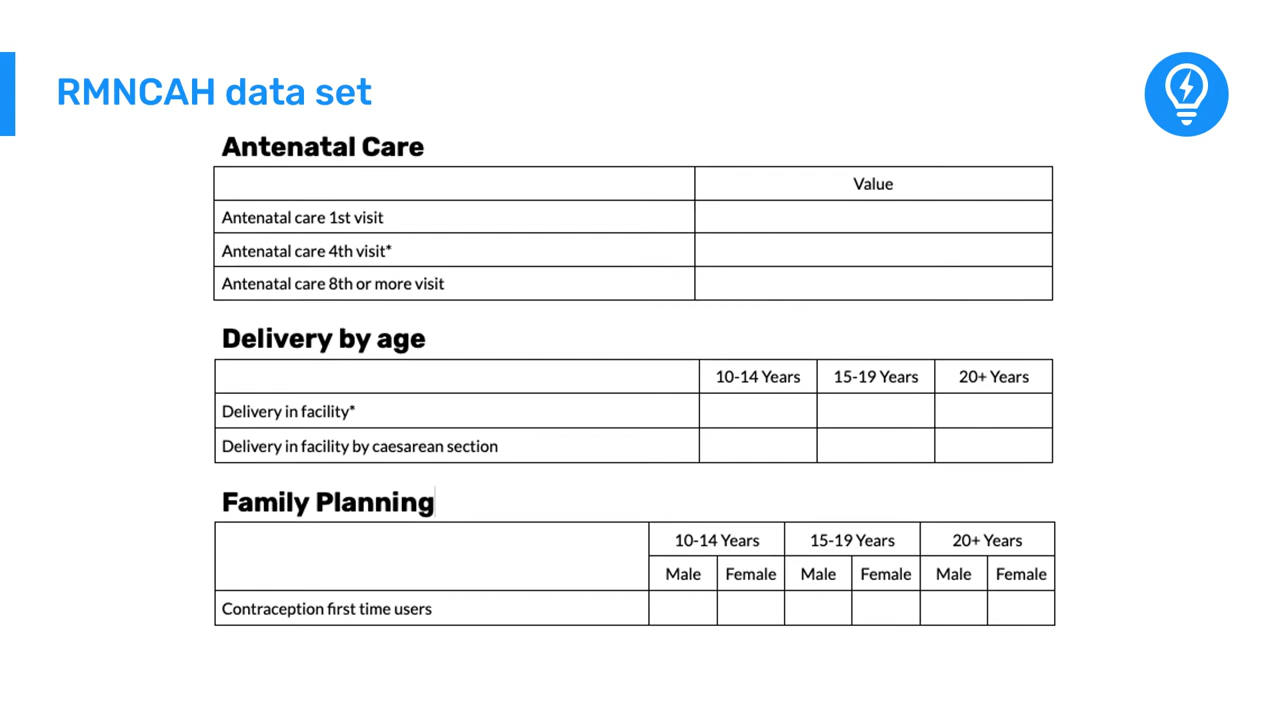 RMNCAH data set
Antenatal Care
Value
Antenatal care 1st visit
Antenatal care 4th visit*
Antenatal care 8th or more visit
Delivery by age
10-14 Years 15-19 Years 20+ Years
Delivery in facility*
Delivery in facility by caesarean section
Family Planning
10-14 Years 15-19 Years 20+ Years
Male Female Male Female Male Female
Contraception first time users